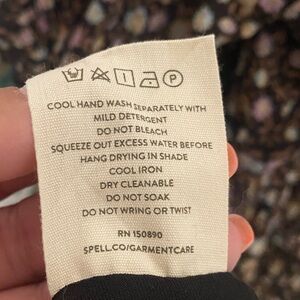 P
COOL HAND WASH SEPARATELY WITH
MILD DETERGENT
DO NOT BLEACH
SQUEEZE OUT EXCESS WATER BEFORE
HANG DRYING IN SHADE
COOL IRON
DRY CLEANABLE
DO NOT SOAK
DO NOT WRING OR TWIST
RN 150890
SPELL.CO/GARMENTCARE